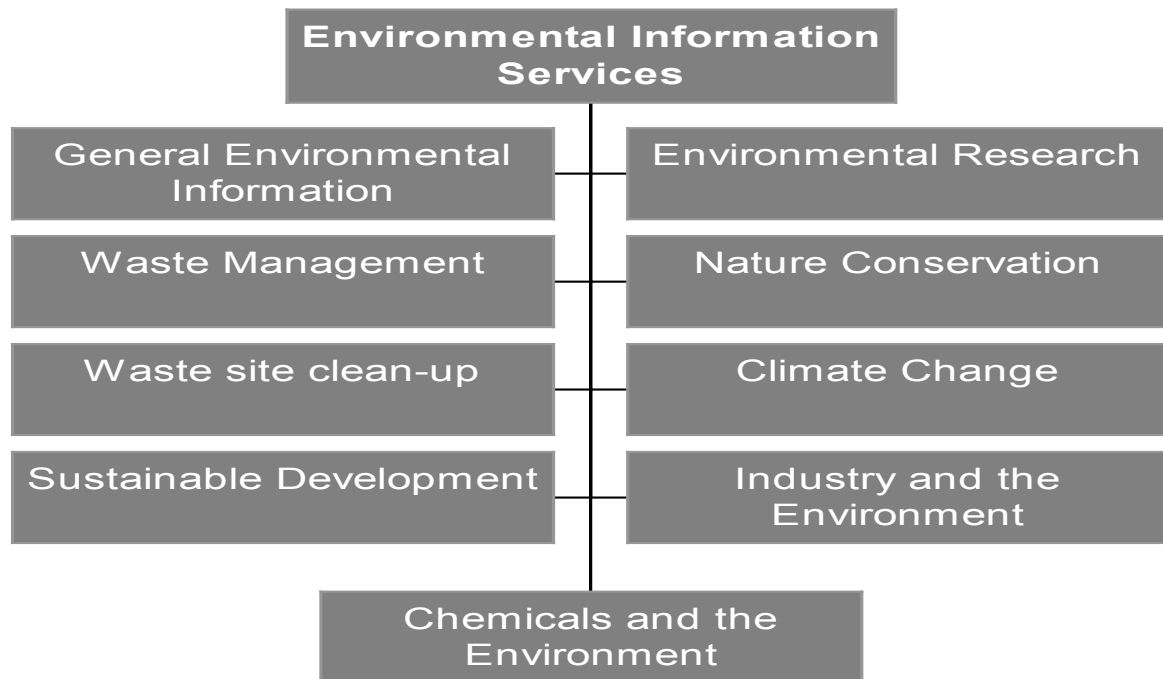 Environmental Information
Services
General Environmental
Information
Environmental Research
Waste Management
Nature Conservation
Waste site clean-up
Climate Change
Sustainable Development
Industry and the
Environment
Chemicals and the
Environment